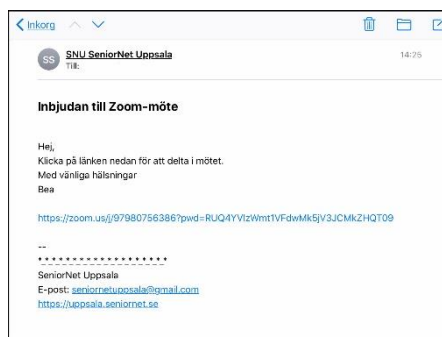 Inkorg
SS
SNU SeniorNet Uppsala
14:25
Till:
Inbjudan till Zoom-möte
Hej,
Klicka på länken nedan för att delta i mötet.
Med vänliga hälsningar
Bea
https://zoom.us/j/97980756386?pwd=RUQ4YVIzWmt1VFdwMk5jV3JCMkZHQT09
--
* * * * * * * * * * * * * * * * * * *
SeniorNet Uppsala
E-post: seniornetuppsala@gmail.com
https://uppsala.seniornet.se